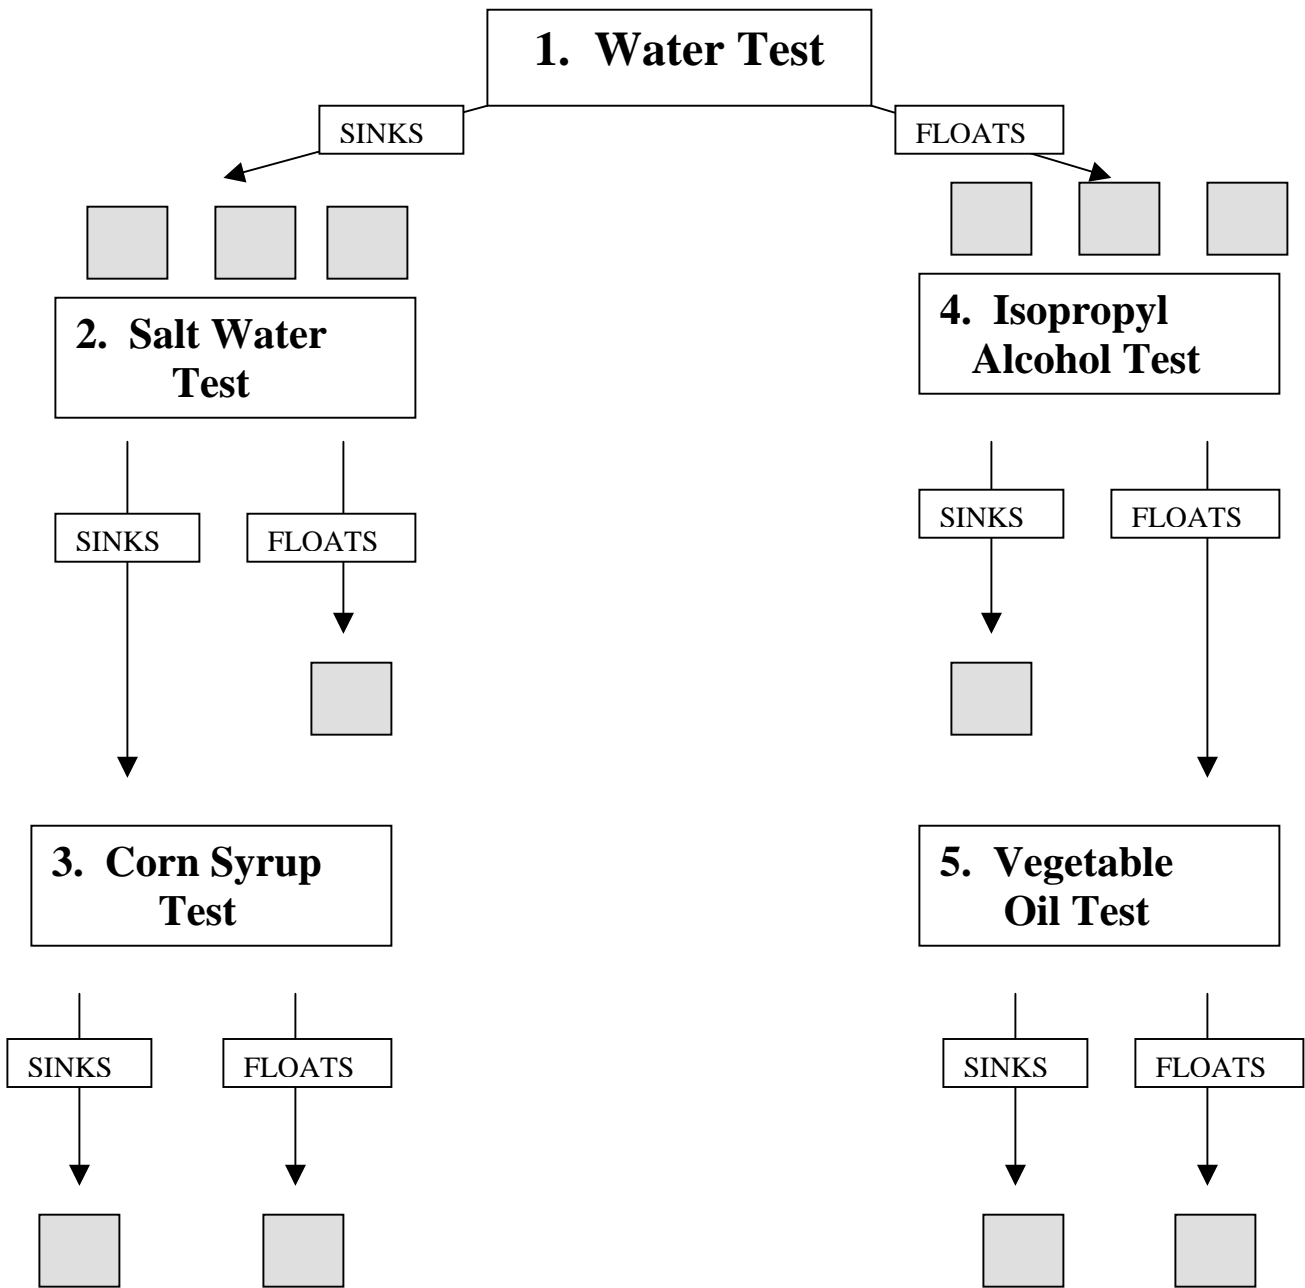 1. Water Test
SINKS
FLOATS
2. Salt Water
Test
4. Isopropyl
Alcohol Test
SINKS
FLOATS
SINKS
FLOATS
3. Corn Syrup
Test
5. Vegetable
Oil Test
SINKS
FLOATS
SINKS
FLOATS